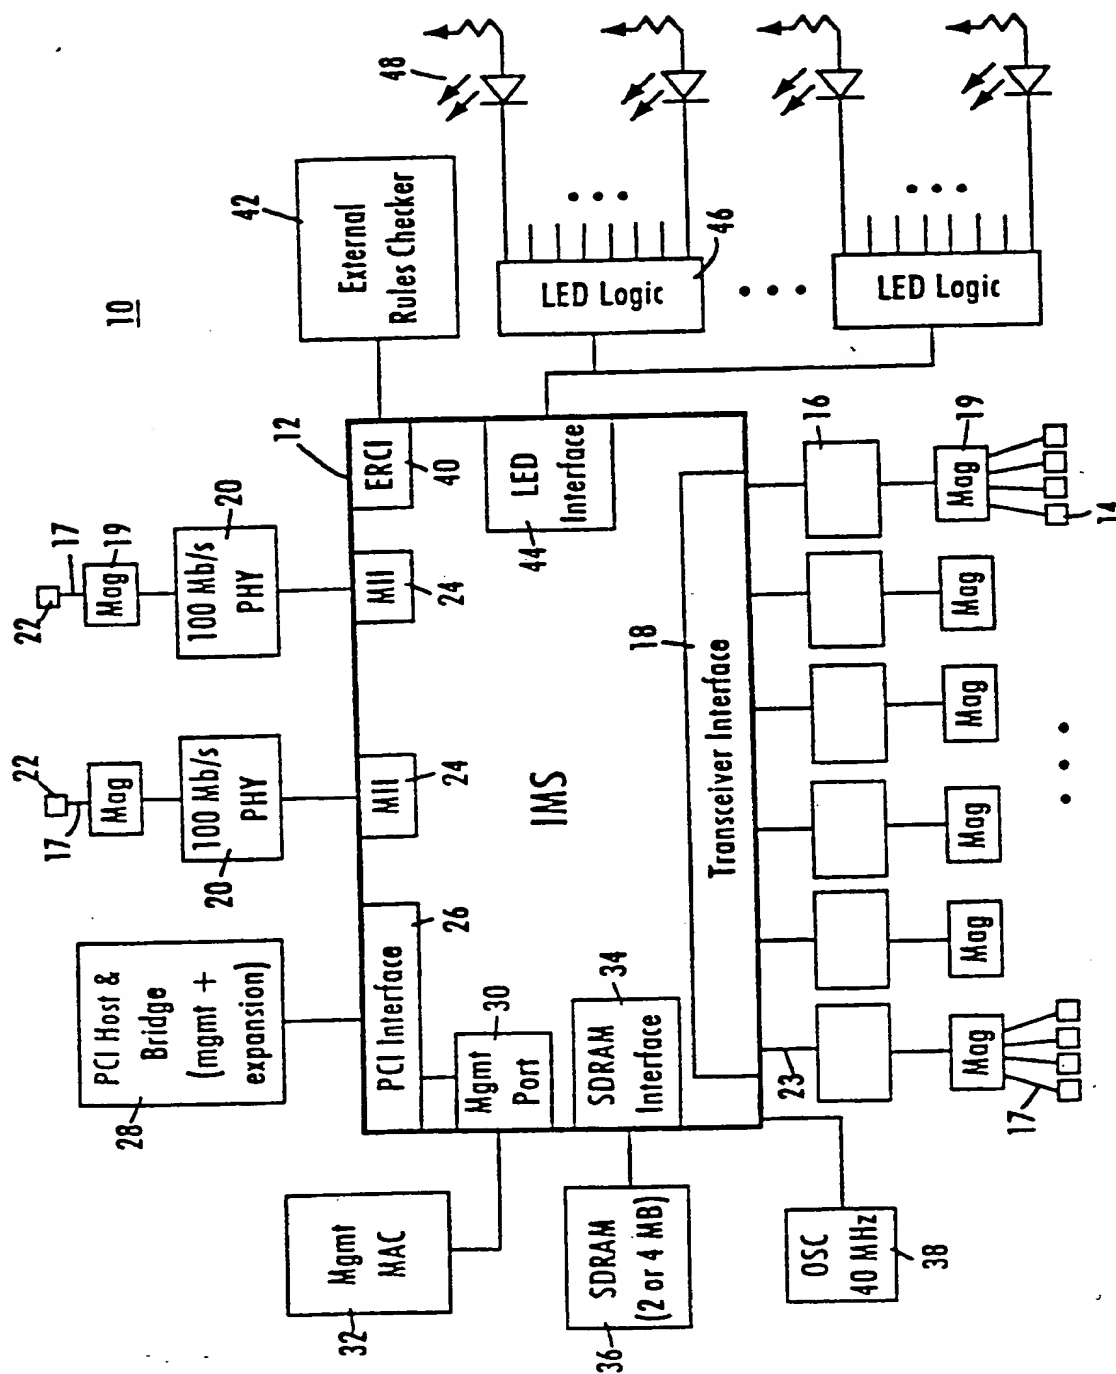 10
28
PCI Host &
Bridge
(mgmt +
expansion)
22
17
Mag
100 Mb/s
PHY
20
22
17
Mag
19
100 Mb/s
PHY
20
12
42
External
Rules Checker
32
Mgmt
MAC
PCI Interface
26
MII
24
MII
24
ERCI
40
Mgmt
Port
30
36
SDRAM
(2 or 4 MB)
SDRAM
Interface
34
IMS
LED
Interface
44
LED Logic
46
48
LED Logic
18
Transceiver Interface
OSC
40 MHz
38
23
16
Mag
17
Mag
Mag
Mag
Mag
Mag
19
14